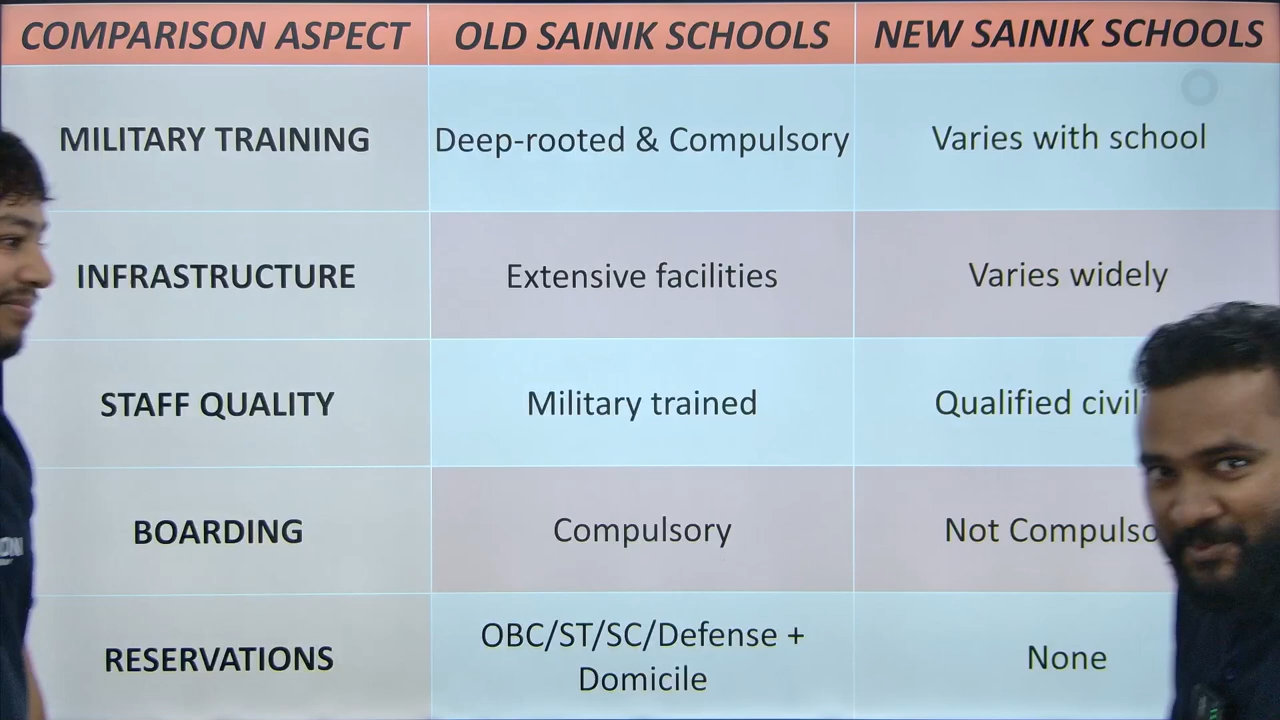 COMPARISON ASPECT
OLD SAINIK SCHOOLS
NEW SAINIK SCHOOLS
MILITARY TRAINING
Deep-rooted & Compulsory
Varies with school
INFRASTRUCTURE
Extensive facilities
Varies widely
STAFF QUALITY
Military trained
Qualified
BOARDING
Compulsory
Not
RESERVATIONS
OBC/ST/SC/Defense +
Domicile
None